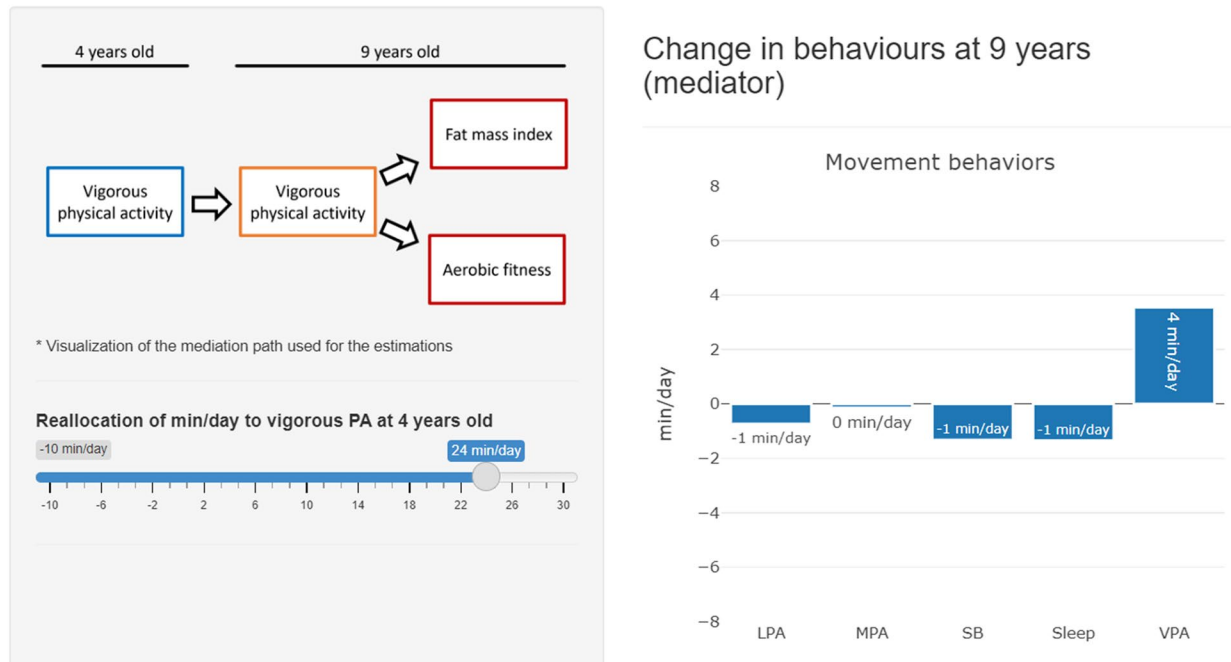 4 years old
9 years old
Fat mass index
Vigorous
physical activity
Vigorous
physical activity
Aerobic fitness
* Visualization of the mediation path used for the estimations
Reallocation of min/day to vigorous PA at 4 years old
-10 min/day
24 min/day
-10 -6 -2 2 6 10 14 18 22 26 30
Change in behaviours at 9 years
(mediator)
Movement behaviors
min/day
8
6
4
2
0
−2
−4
−6
−8
-1 min/day
0 min/day
-1 min/day
-1 min/day
4 min/day
LPA MPA SB Sleep VPA